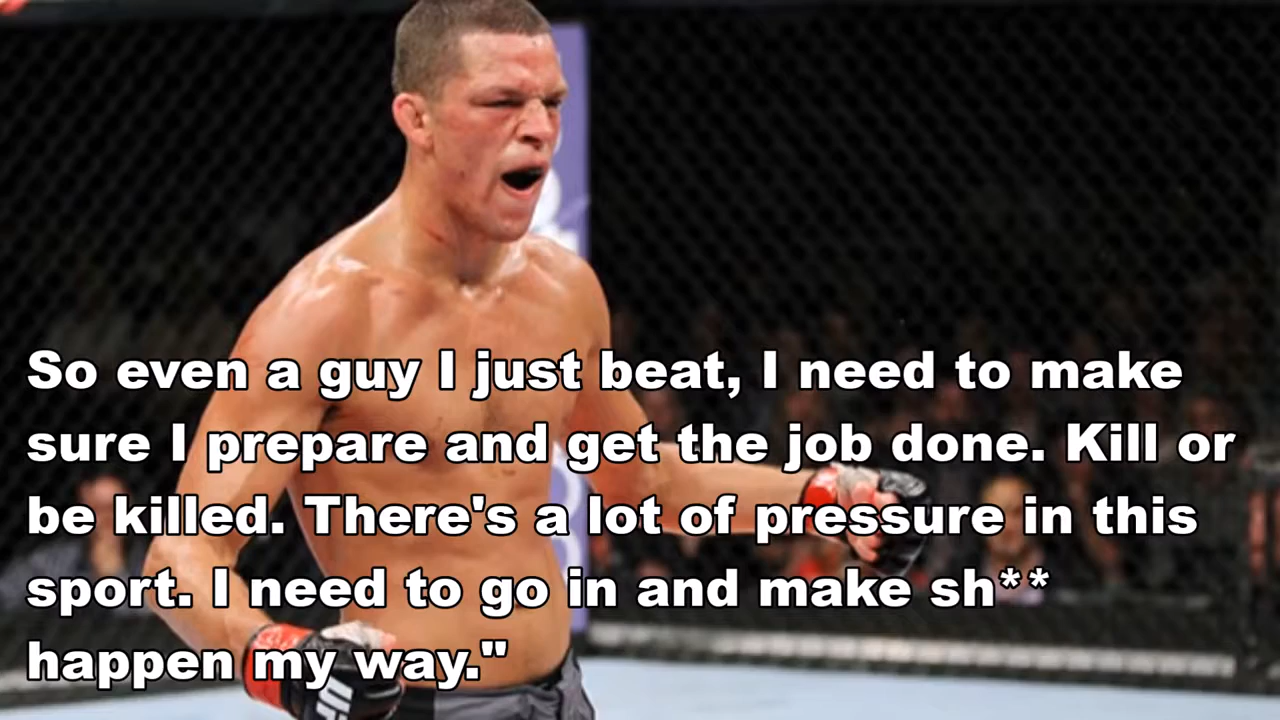 So even a guy I just beat, I need to make
sure I prepare and get the job done. Kill or
be killed. There's a lot of pressure in this
sport. I need to go in and make sh**
happen my way."